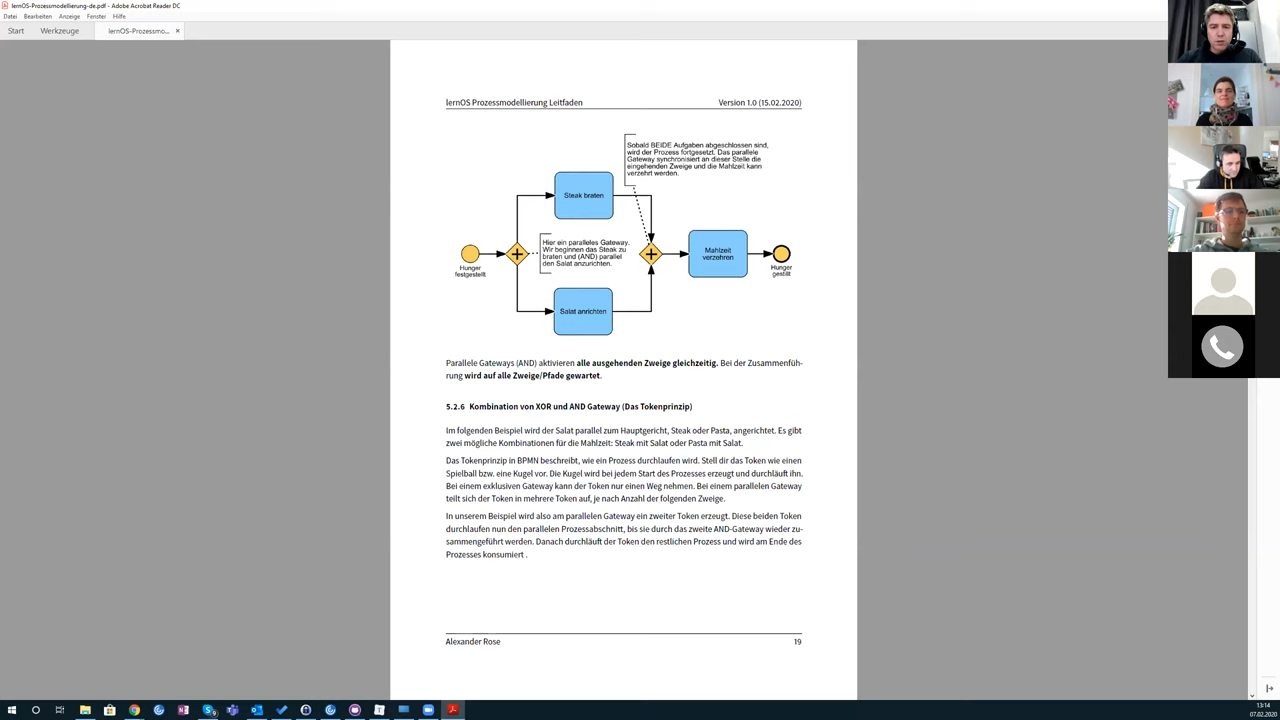 lernOS-Prozessmodellierung-de.pdf - Adobe Acrobat Reader DC
Datei Bearbeiten Anzeige Fenster Hilfe
Start Werkzeuge lernOS-Prozessmo... ×
lernOS Prozessmodellierung Leitfaden Version 1.0 (15.02.2020)
Sobald BEIDE Aufgaben abgeschlossen sind,
wird der Prozess fortgesetzt. Das parallele
Gateway synchronisiert an dieser Stelle die
eingehenden Zweige und die Mahlzeit kann
verzehrt werden.
Steak braten
Hier ein paralleles Gateway.
Wir beginnen das Steak zu
braten und (AND) parallel
den Salat anzurichten.
Hunger
festgestellt
Mahlzeit
verzehren
Hunger
gestillt
Salat anrichten
Parallele Gateways (AND) aktivieren alle ausgehenden Zweige gleichzeitig. Bei der Zusammenfüh-
rung wird auf alle Zweige/Pfade gewartet.
5.2.6 Kombination von XOR und AND Gateway (Das Tokenprinzip)
Im folgenden Beispiel wird der Salat parallel zum Hauptgericht, Steak oder Pasta, angerichtet. Es gibt
zwei mögliche Kombinationen für die Mahlzeit: Steak mit Salat oder Pasta mit Salat.
Das Tokenprinzip in BPMN beschreibt, wie ein Prozess durchlaufen wird. Stell dir das Token wie einen
Spielball bzw. eine Kugel vor. Die Kugel wird bei jedem Start des Prozesses erzeugt und durchläuft ihn.
Bei einem exklusiven Gateway kann der Token nur einen Weg nehmen. Bei einem parallelen Gateway
teilt sich der Token in mehrere Token auf, je nach Anzahl der folgenden Zweige.
In unserem Beispiel wird also am parallelen Gateway ein zweiter Token erzeugt. Diese beiden Token
durchlaufen nun den parallelen Prozessabschnitt, bis sie durch das zweite AND-Gateway wieder zu-
sammengeführt werden. Danach durchläuft der Token den restlichen Prozess und wird am Ende des
Prozesses konsumiert .
Alexander Rose 19
13:14
07.02.2020